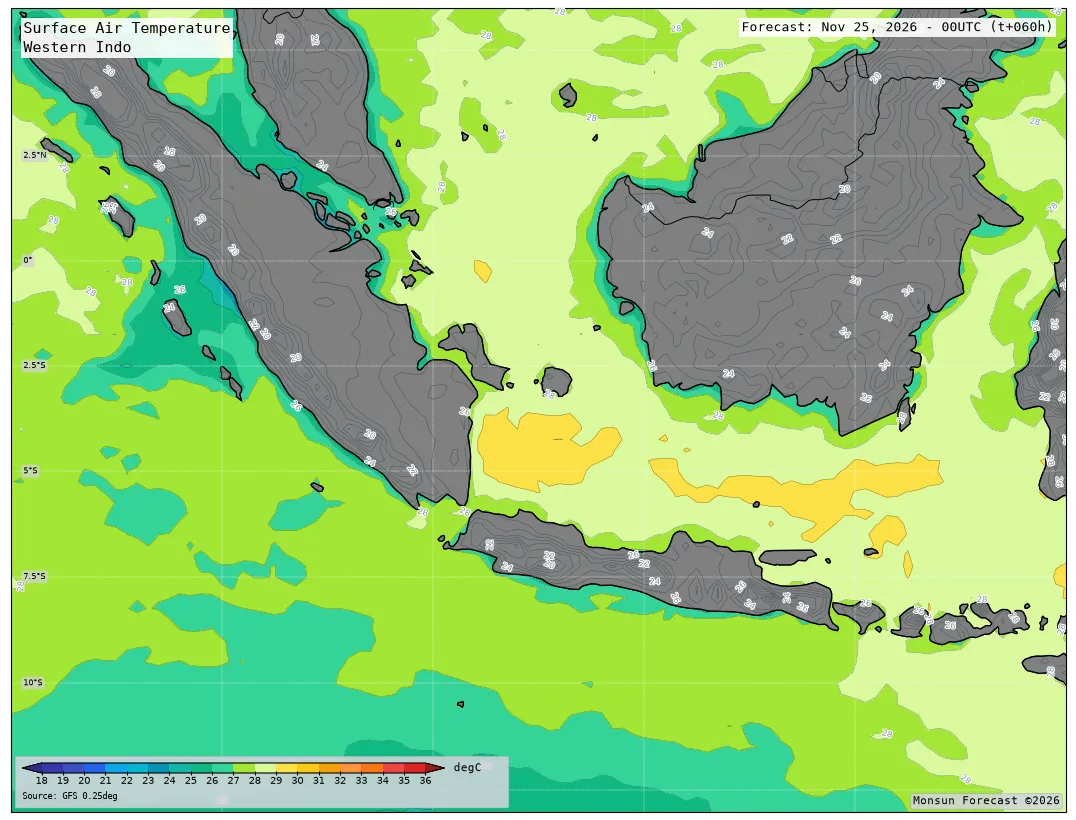 Surface Air Temperature
Western Indo
Forecast: Nov 25, 2026 - 00UTC (t+060h)
2.5°N
0°
2.5°S
5°S
7.5°S
10°S
18 19 20 21 22 23 24 25 26 27 28 29 30 31 32 33 34 35 36
degC
Source: GFS 0.25deg
Monsun Forecast ©2026